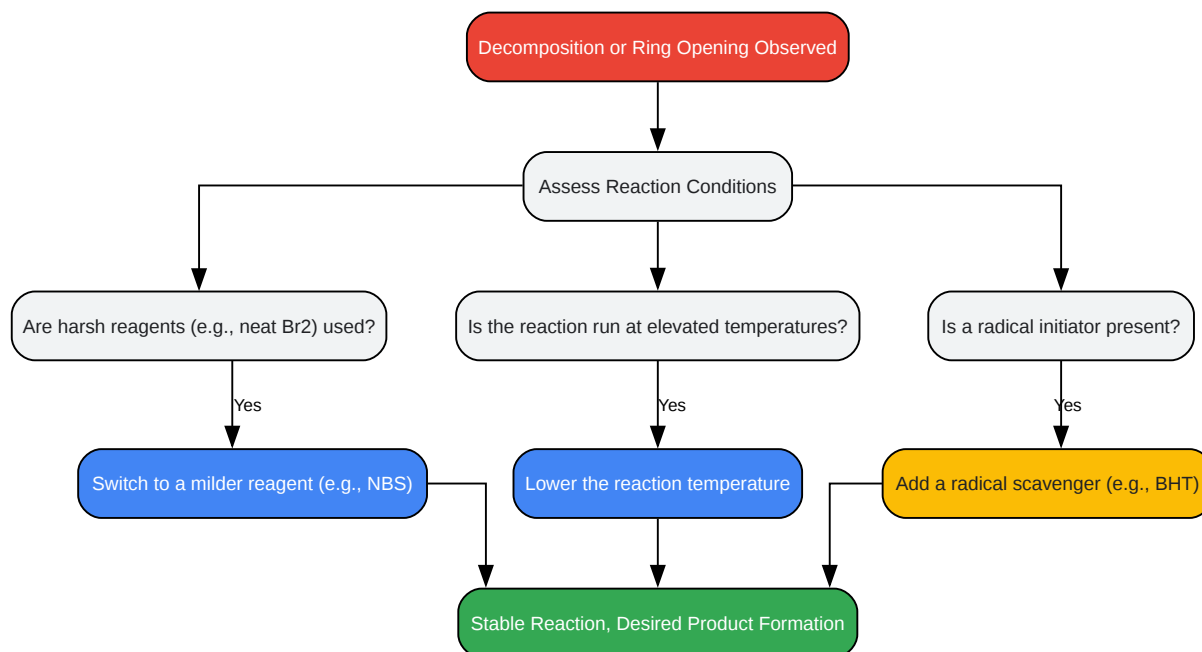 Decomposition or Ring Opening Observed
Assess Reaction Conditions
Are harsh reagents (e.g., neat Br2) used?
Is the reaction run at elevated temperatures?
Is a radical initiator present?
Yes
Yes
Yes
Switch to a milder reagent (e.g., NBS)
Lower the reaction temperature
Add a radical scavenger (e.g., BHT)
Stable Reaction, Desired Product Formation